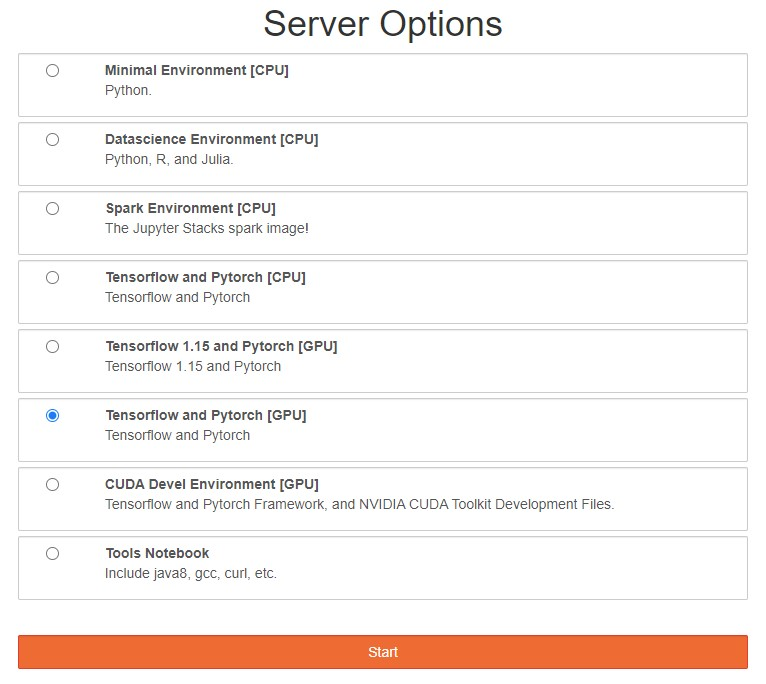 Server Options
Minimal Environment [CPU]
Python.
Datascience Environment [CPU]
Python, R, and Julia.
Spark Environment [CPU]
The Jupyter Stacks spark image!
Tensorflow and Pytorch [CPU]
Tensorflow and Pytorch
Tensorflow 1.15 and Pytorch [GPU]
Tensorflow 1.15 and Pytorch
Tensorflow and Pytorch [GPU]
Tensorflow and Pytorch
CUDA Devel Environment [GPU]
Tensorflow and Pytorch Framework, and NVIDIA CUDA Toolkit Development Files.
Tools Notebook
Include java8, gcc, curl, etc.
Start